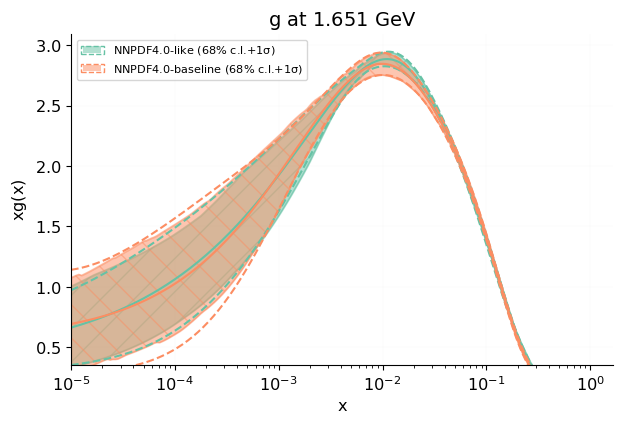 g at 1.651 GeV
NNPDF4.0-like (68% c.l.+1σ)
NNPDF4.0-baseline (68% c.l.+1σ)
xg(x)
3.0
2.5
2.0
1.5
1.0
0.5
10⁻⁵ 10⁻⁴ 10⁻³ 10⁻² 10⁻¹ 10⁰
x